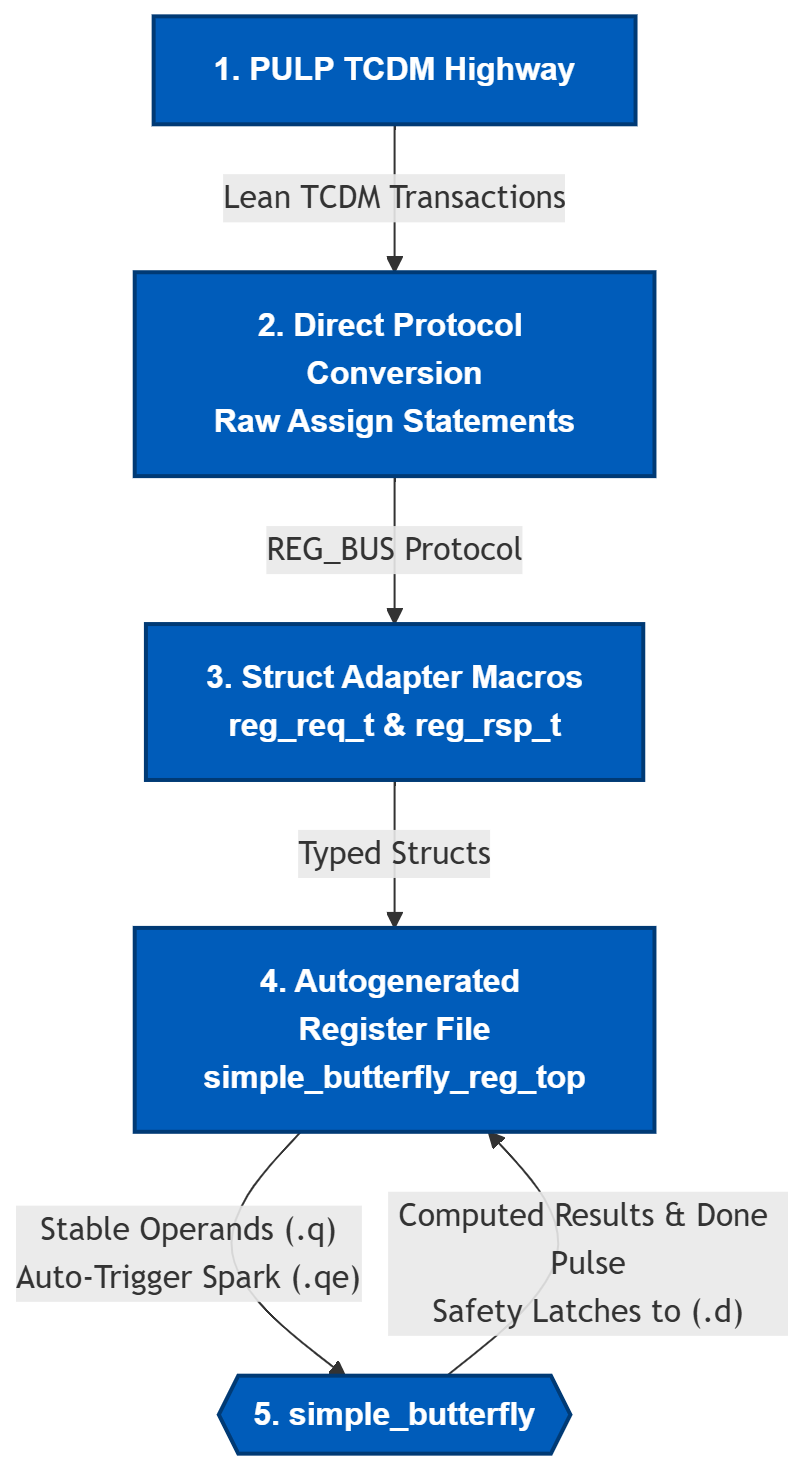 1. PULP TCDM Highway
Lean TCDM Transactions
2. Direct Protocol
Conversion
Raw Assign Statements
REG_BUS Protocol
3. Struct Adapter Macros
reg_req_t & reg_rsp_t
Typed Structs
4. Autogenerated
Register File
simple_butterfly_reg_top
Stable Operands (.q)
Auto-Trigger Spark (.qe)
Computed Results & Done
Pulse
Safety Latches to (.d)
5. simple_butterfly